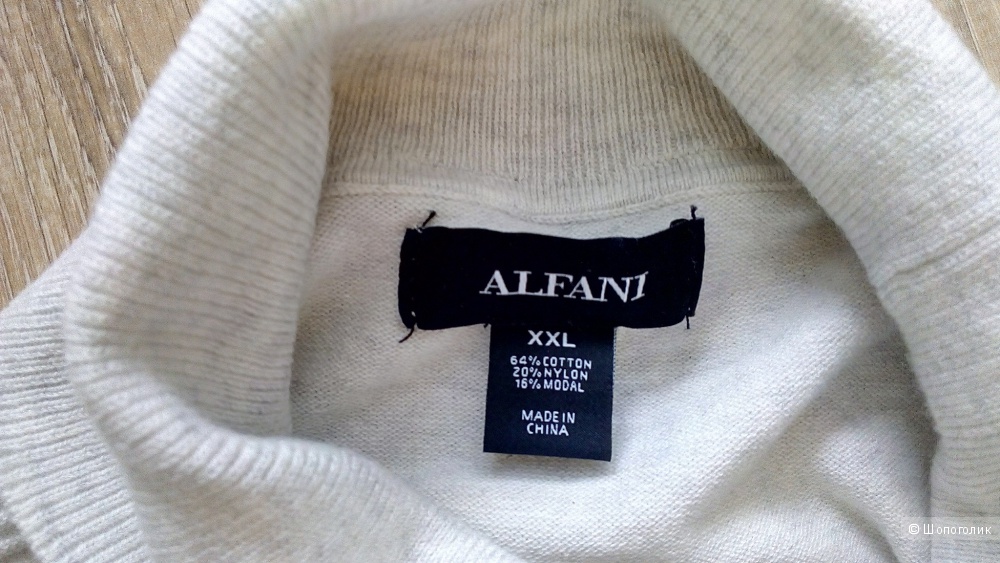 ALFANI
XXL
64% COTTON
20% NYLON
16% MODAL
MADE IN
CHINA
© Шопоголик